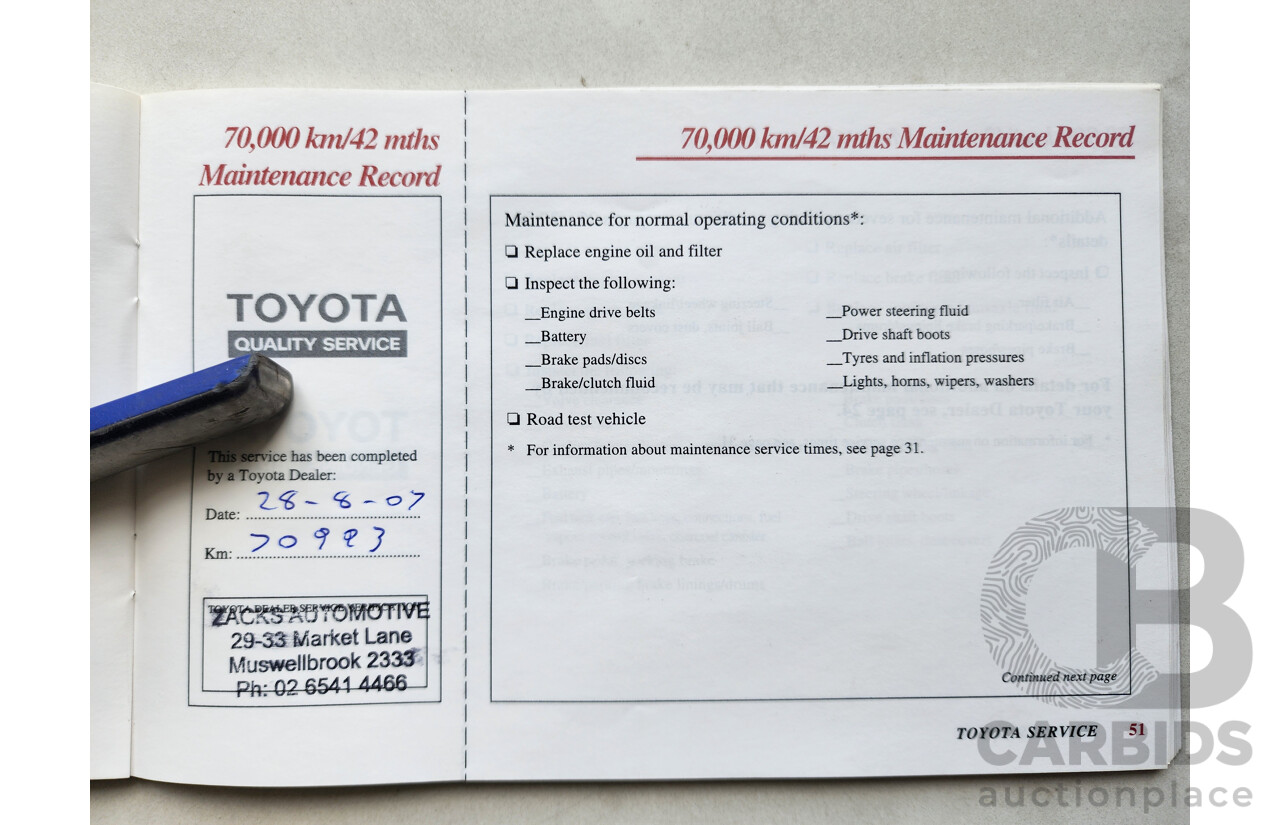 70,000 km/42 mths
Maintenance Record
TOYOTA
QUALITY SERVICE
This service has been completed
by a Toyota Dealer:
Date: 28-8-07
Km: 70993
TOYOTA DEALER SERVICE VERIFICATION
ZACKS AUTOMOTIVE
29-33 Market Lane
Muswellbrook 2333
Ph: 02 6541 4466
70,000 km/42 mths Maintenance Record
Maintenance for normal operating conditions*:
❏ Replace engine oil and filter
❏ Inspect the following:
__Engine drive belts
__Battery
__Brake pads/discs
__Brake/clutch fluid
__Power steering fluid
__Drive shaft boots
__Tyres and inflation pressures
__Lights, horns, wipers, washers
❏ Road test vehicle
* For information about maintenance service times, see page 31.
Continued next page
TOYOTA SERVICE 51
CARBIDS
auctionplace